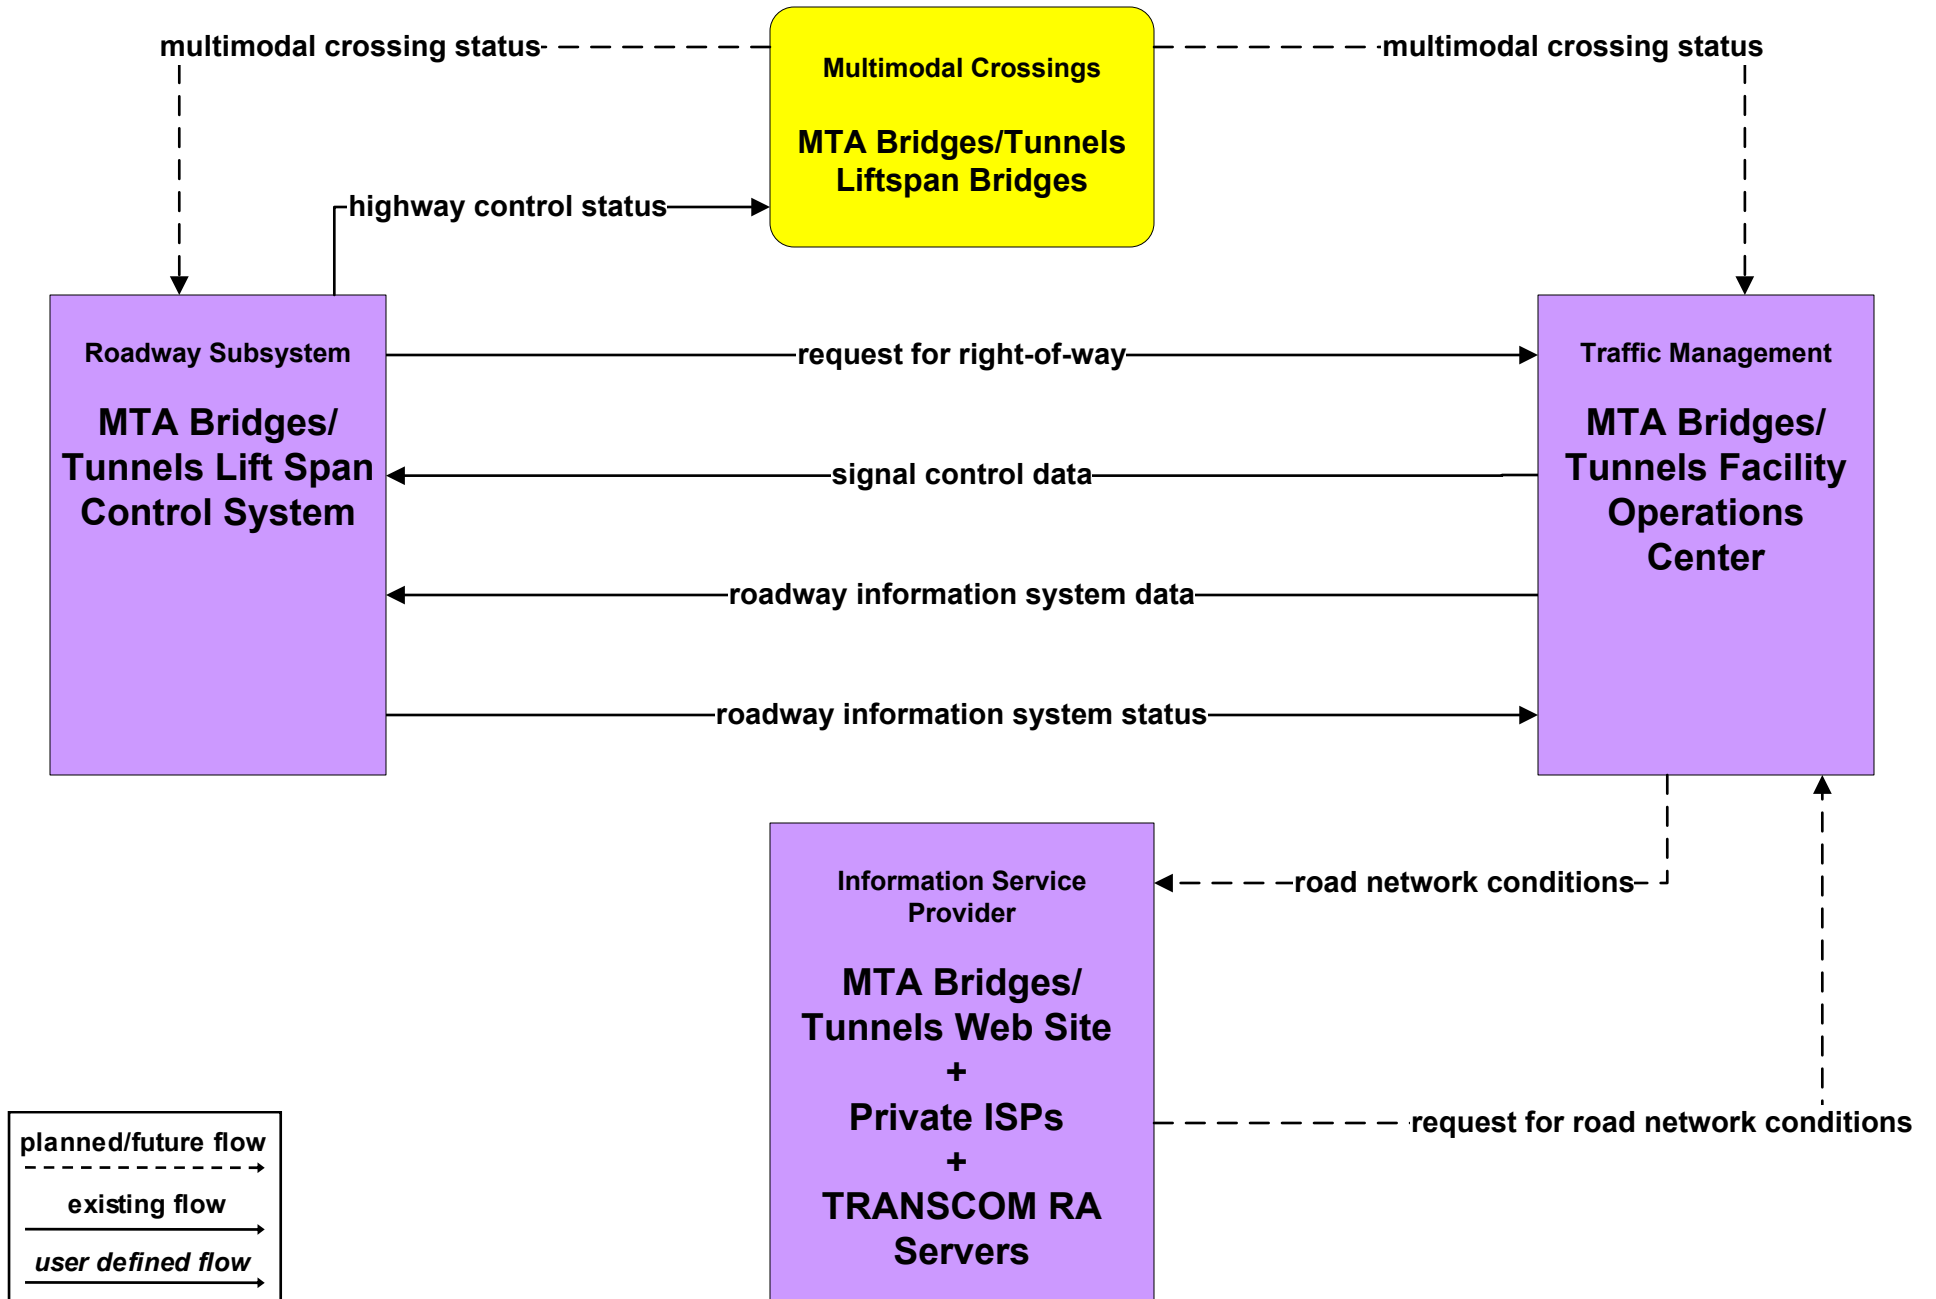 multimodal crossing status
multimodal crossing status
Multimodal Crossings
MTA Bridges/Tunnels
Liftspan Bridges
highway control status
Roadway Subsystem
MTA Bridges/
Tunnels Lift Span
Control System
request for right-of-way
signal control data
roadway information system data
roadway information system status
Traffic Management
MTA Bridges/
Tunnels Facility
Operations
Center
Information Service
Provider
MTA Bridges/
Tunnels Web Site
+
Private ISPs
+
TRANSCOM RA
Servers
road network conditions
request for road network conditions
planned/future flow
existing flow
user defined flow